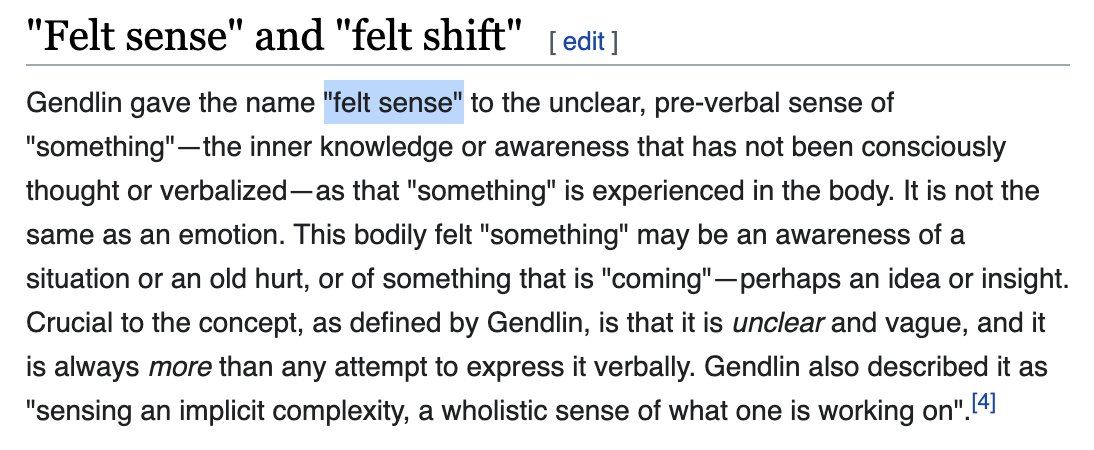 "Felt sense" and "felt shift" [ edit ]
Gendlin gave the name "felt sense" to the unclear, pre-verbal sense of
"something"—the inner knowledge or awareness that has not been consciously
thought or verbalized—as that "something" is experienced in the body. It is not the
same as an emotion. This bodily felt "something" may be an awareness of a
situation or an old hurt, or of something that is "coming"—perhaps an idea or insight.
Crucial to the concept, as defined by Gendlin, is that it is unclear and vague, and it
is always more than any attempt to express it verbally. Gendlin also described it as
"sensing an implicit complexity, a wholistic sense of what one is working on".[4]